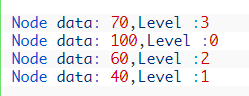 Node data: 70,Level :3
Node data: 100,Level :0
Node data: 60,Level :2
Node data: 40,Level :1